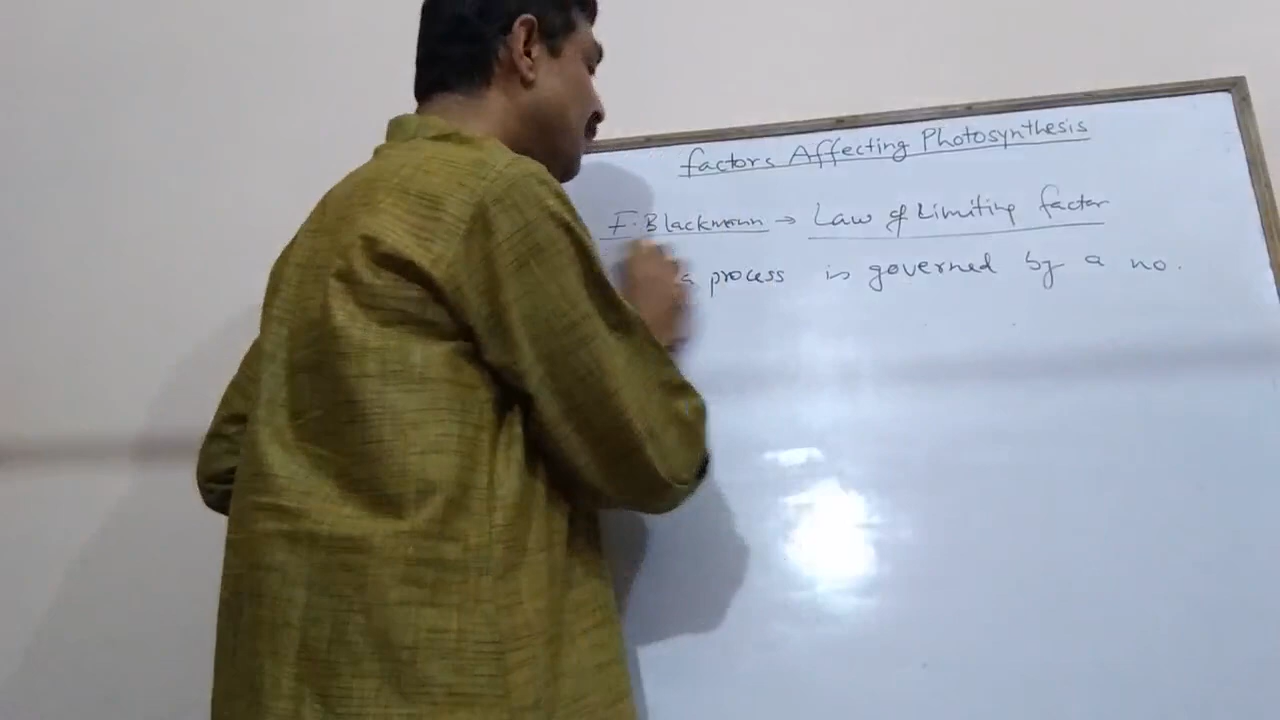 Factors Affecting Photosynthesis
F. Blackmann → Law of Limiting factor
a process is governed by a no.